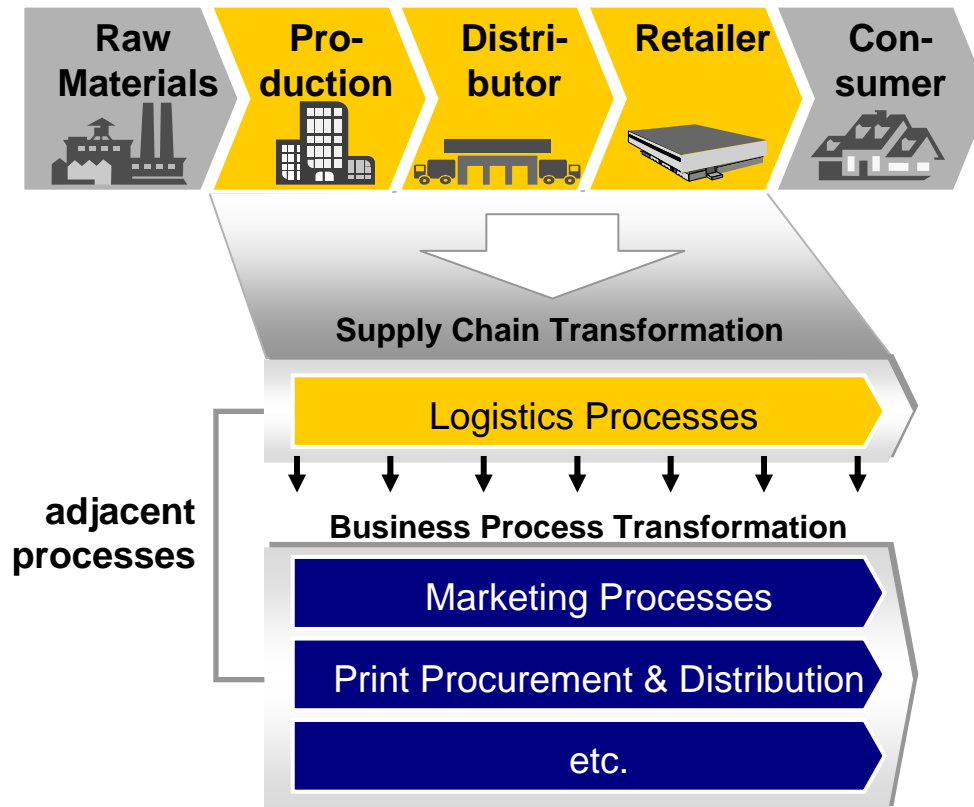 Raw
Materials
Pro-
duction
Distri-
butor
Retailer
Con-
sumer
Supply Chain Transformation
Logistics Processes
adjacent
processes
Business Process Transformation
Marketing Processes
Print Procurement & Distribution
etc.